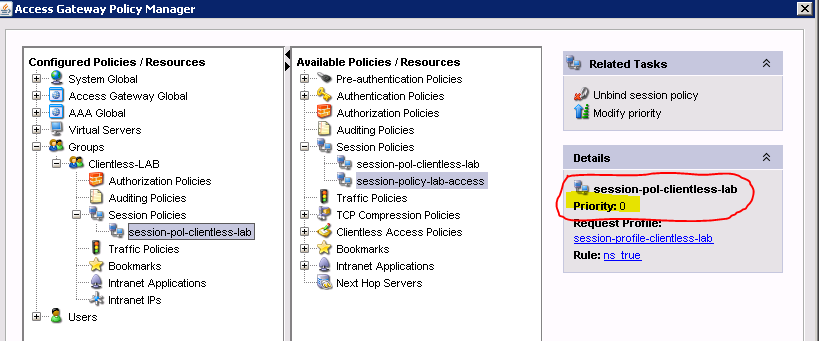 Access Gateway Policy Manager
Configured Policies / Resources
System Global
Access Gateway Global
AAA Global
Virtual Servers
Groups
Clientless-LAB
Authorization Policies
Auditing Policies
Session Policies
session-pol-clientless-lab
Traffic Policies
Bookmarks
Intranet Applications
Intranet IPs
Users
Available Policies / Resources
Pre-authentication Policies
Authentication Policies
Authorization Policies
Auditing Policies
Session Policies
session-pol-clientless-lab
session-policy-lab-access
Traffic Policies
TCP Compression Policies
Clientless Access Policies
Bookmarks
Intranet Applications
Next Hop Servers
Related Tasks
Unbind session policy
Modify priority
Details
session-pol-clientless-lab
Priority: 0
Request Profile:
session-profile-clientless-lab
Rule: ns_true